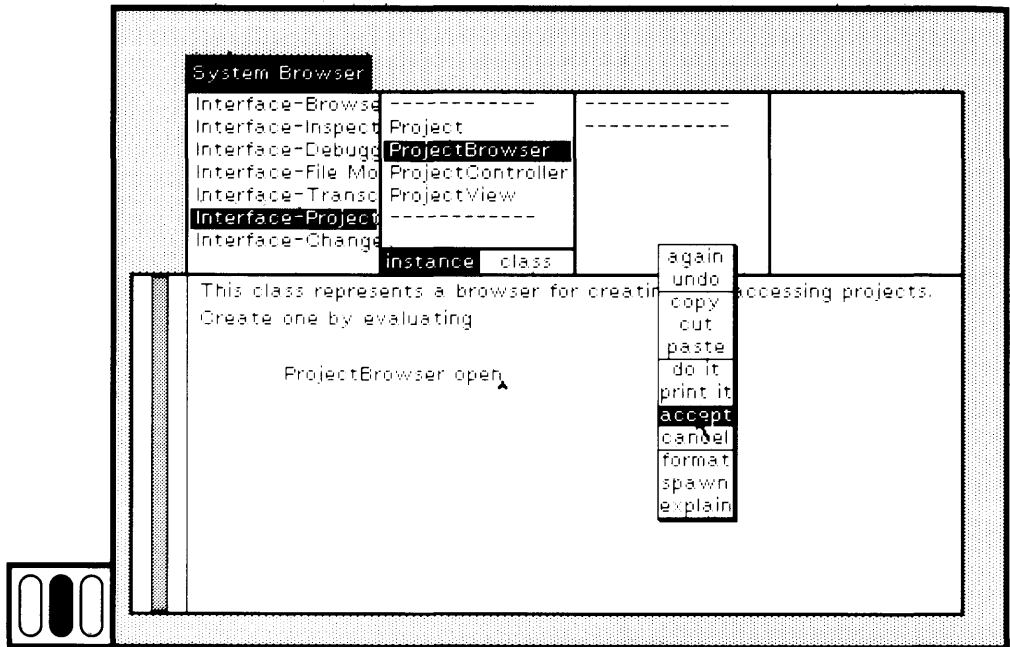 System Browser
Interface-Browse
Interface-Inspect
Interface-Debugg
Interface-File Mo
Interface-Transc
Interface-Project
Interface-Change
------------
Project
ProjectBrowser
ProjectController
ProjectView
------------
instance class
------------
------------
This class represents a browser for creatin accessing projects.
Create one by evaluating
ProjectBrowser open
again
undo
copy
cut
paste
do it
print it
accept
cancel
format
spawn
explain